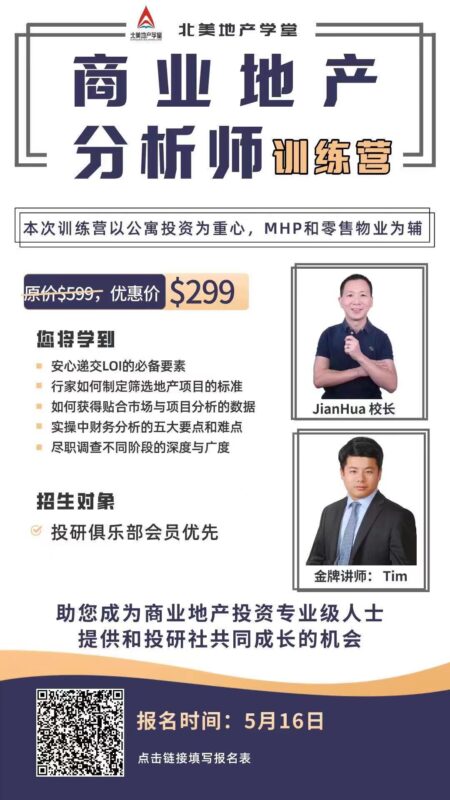 北美地产学堂
北美地产学堂
商业地产
分析师训练营
本次训练营以公寓投资为重心，MHP和零售物业为辅
原价$599，优惠价 $299
您将学到
安心递交LOI的必备要素
行家如何制定筛选地产项目的标准
如何获得贴合市场与项目分析的数据
实操中财务分析的五大要点和难点
尽职调查不同阶段的深度与广度
JianHua 校长
招生对象
投研俱乐部会员优先
金牌讲师： Tim
助您成为商业地产投资专业级人士
提供和投研社共同成长的机会
报名时间：5月16日
点击链接填写报名表